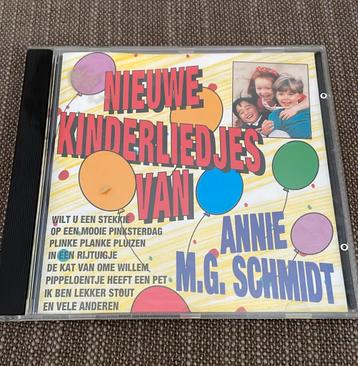 NIEUWE
KINDERLIEDJES
VAN
ANNIE
M.G. SCHMIDT
WILT U EEN STEKKIE
OP EEN MOOIE PINKSTERDAG
PLINKE PLANKE PLUIZEN
IN EEN RIJTUIGJE
DE KAT VAN OME WILLEM
PIPPELOENTJE HEEFT EEN PET
IK BEN LEKKER STOUT
EN VELE ANDEREN